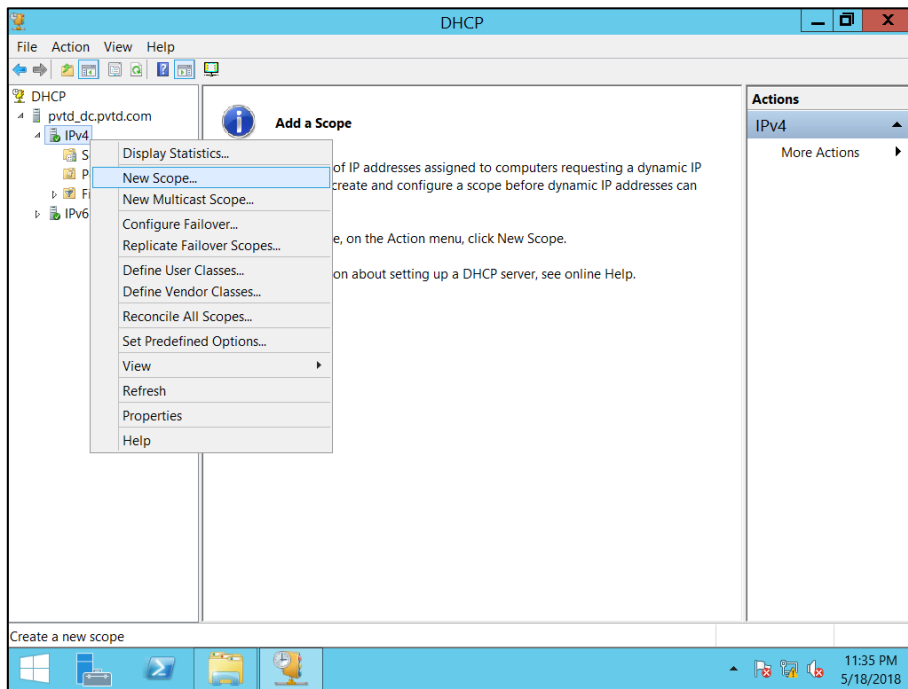 DHCP
File Action View Help
DHCP
pvtd_dc.pvtd.com
IPv4
S
P
Fi
IPv6
Display Statistics...
New Scope...
New Multicast Scope...
Configure Failover...
Replicate Failover Scopes...
Define User Classes...
Define Vendor Classes...
Reconcile All Scopes...
Set Predefined Options...
View
Refresh
Properties
Help
Add a Scope
of IP addresses assigned to computers requesting a dynamic IP
create and configure a scope before dynamic IP addresses can
e, on the Action menu, click New Scope.
on about setting up a DHCP server, see online Help.
Actions
IPv4
More Actions
Create a new scope
11:35 PM
5/18/2018